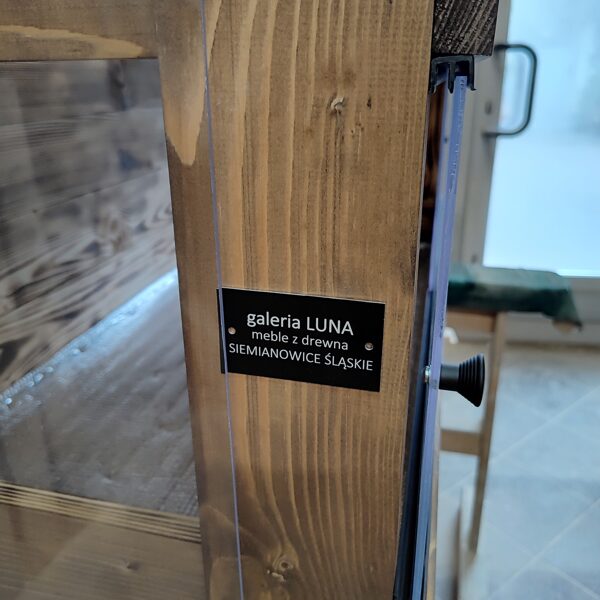 galeria LUNA
meble z drewna
SIEMIANOWICE ŚLĄSKIE